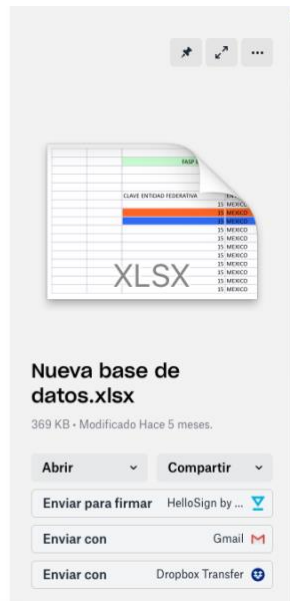 FASP
CLAVE ENTIDAD FEDERATIVA
15 MEXICO
15 MEXICO
15 MEXICO
15 MEXICO
15 MEXICO
15 MEXICO
15 MEXICO
15 MEXICO
15 MEXICO
15 MEXICO
15 MEXICO
XLSX
Nueva base de
datos.xlsx
369 KB • Modificado Hace 5 meses.
Abrir Compartir
Enviar para firmar HelloSign by ...
Enviar con Gmail
Enviar con Dropbox Transfer